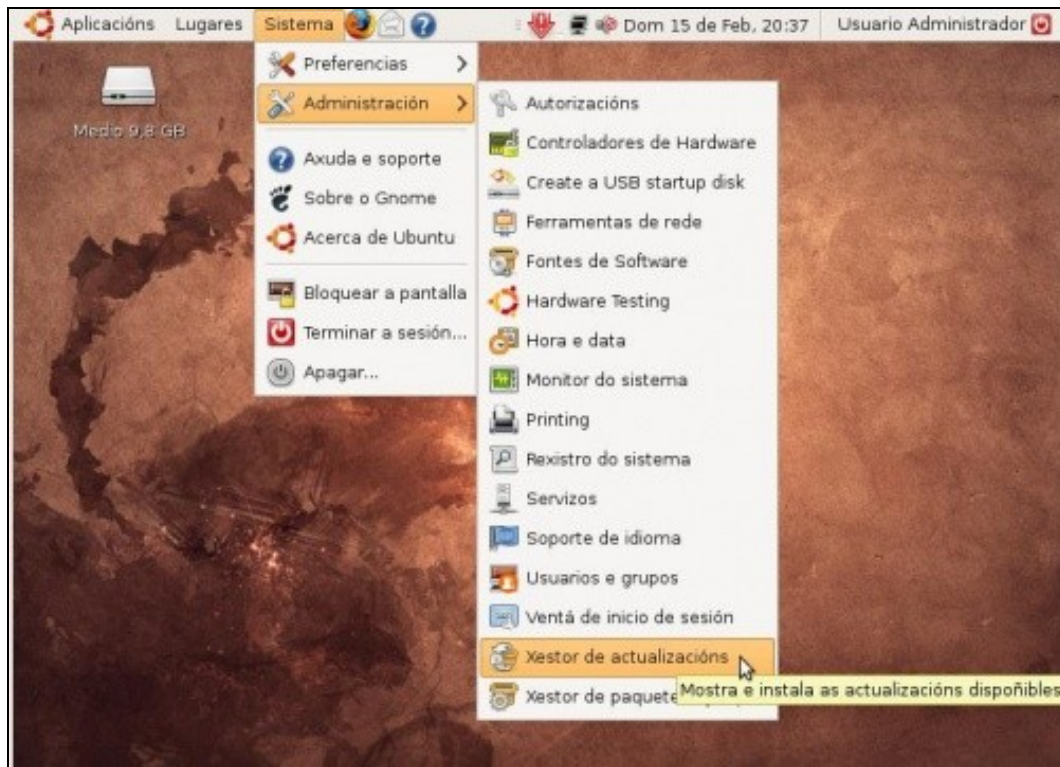 Aplicacións Lugares Sistema Dom 15 de Feb, 20:37 Usuario Administrador
Medio 9,8 GB
Preferencias
Administración
Axuda e soporte
Sobre o Gnome
Acerca de Ubuntu
Bloquear a pantalla
Terminar a sesión...
Apagar...
Autorizacións
Controladores de Hardware
Create a USB startup disk
Ferramentas de rede
Fontes de Software
Hardware Testing
Hora e data
Monitor do sistema
Printing
Rexistro do sistema
Servizos
Soporte de idioma
Usuarios e grupos
Ventá de inicio de sesión
Xestor de actualizacións
Xestor de paquete
Mostra e instala as actualizacións dispoñibles